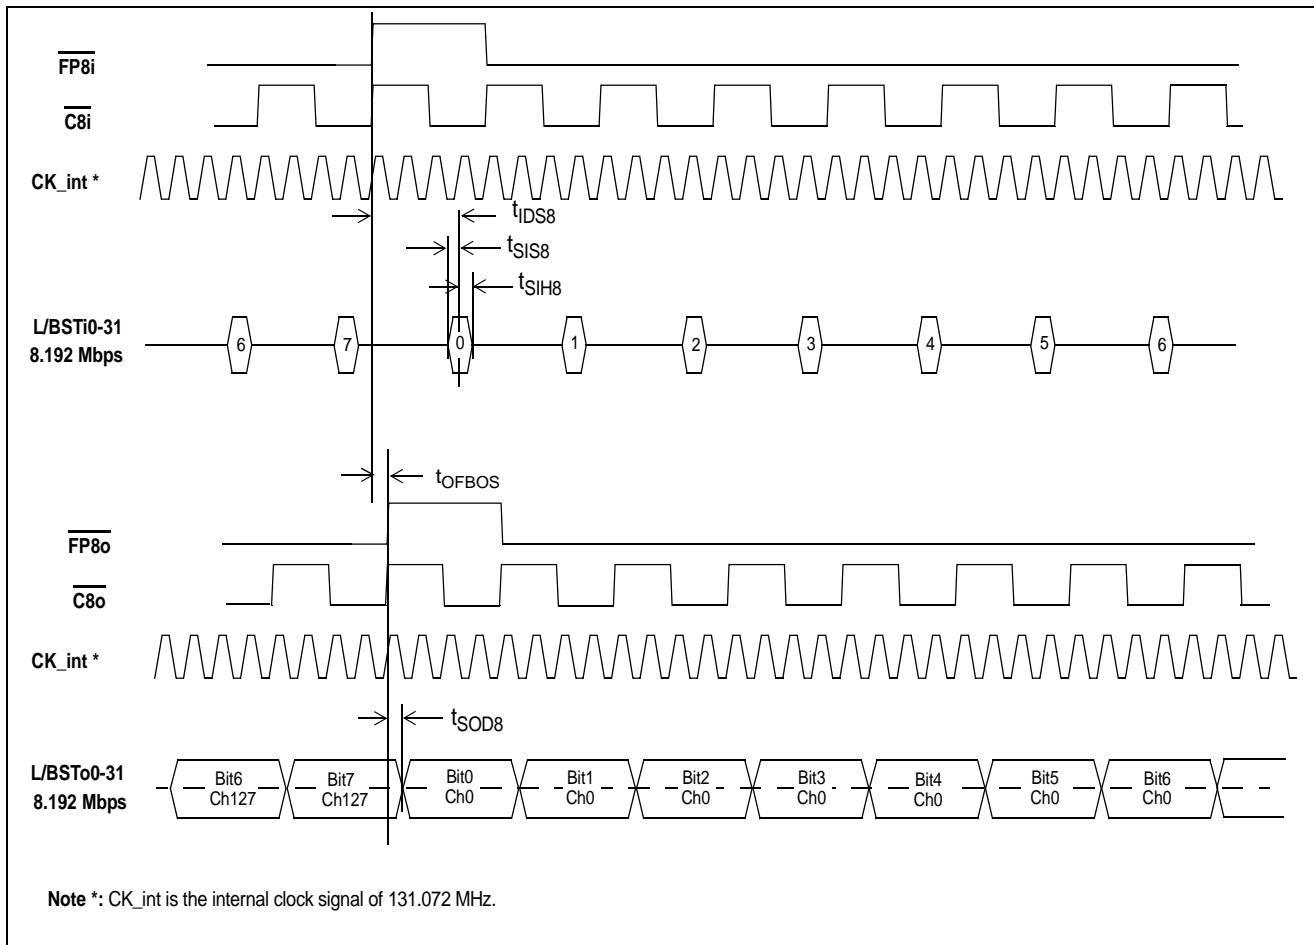 FP8i
C8i
CK_int *
tIDS8
tSIS8
tSIH8
L/BSTi0-31
8.192 Mbps
6 7 0 1 2 3 4 5 6
tOFBOS
FP8o
C8o
CK_int *
tSOD8
L/BSTo0-31
8.192 Mbps
Bit6 Bit7 Bit0 Bit1 Bit2 Bit3 Bit4 Bit5 Bit6
Ch127 Ch127 Ch0 Ch0 Ch0 Ch0 Ch0 Ch0 Ch0
Note *: CK_int is the internal clock signal of 131.072 MHz.